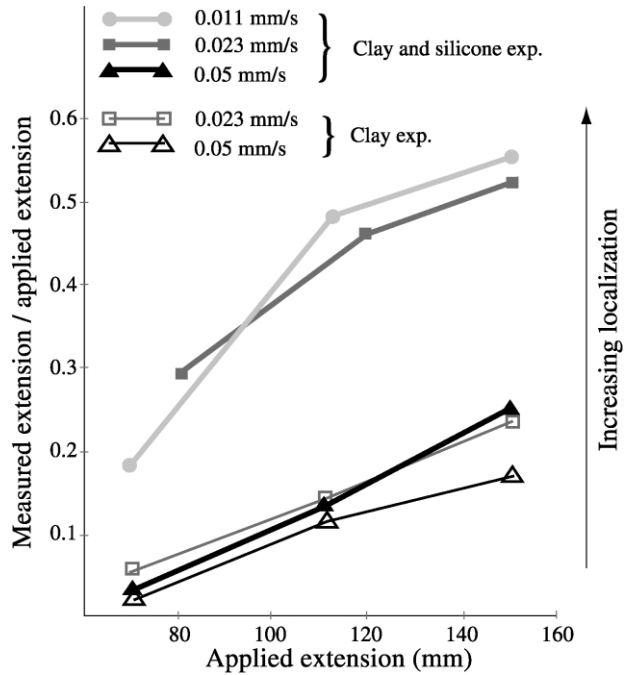 0.011 mm/s
0.023 mm/s
0.05 mm/s
Clay and silicone exp.
0.023 mm/s
0.05 mm/s
Clay exp.
0.6
0.5
0.4
0.3
0.2
0.1
Measured extension / applied extension
Increasing localization
80 100 120 140 160
Applied extension (mm)